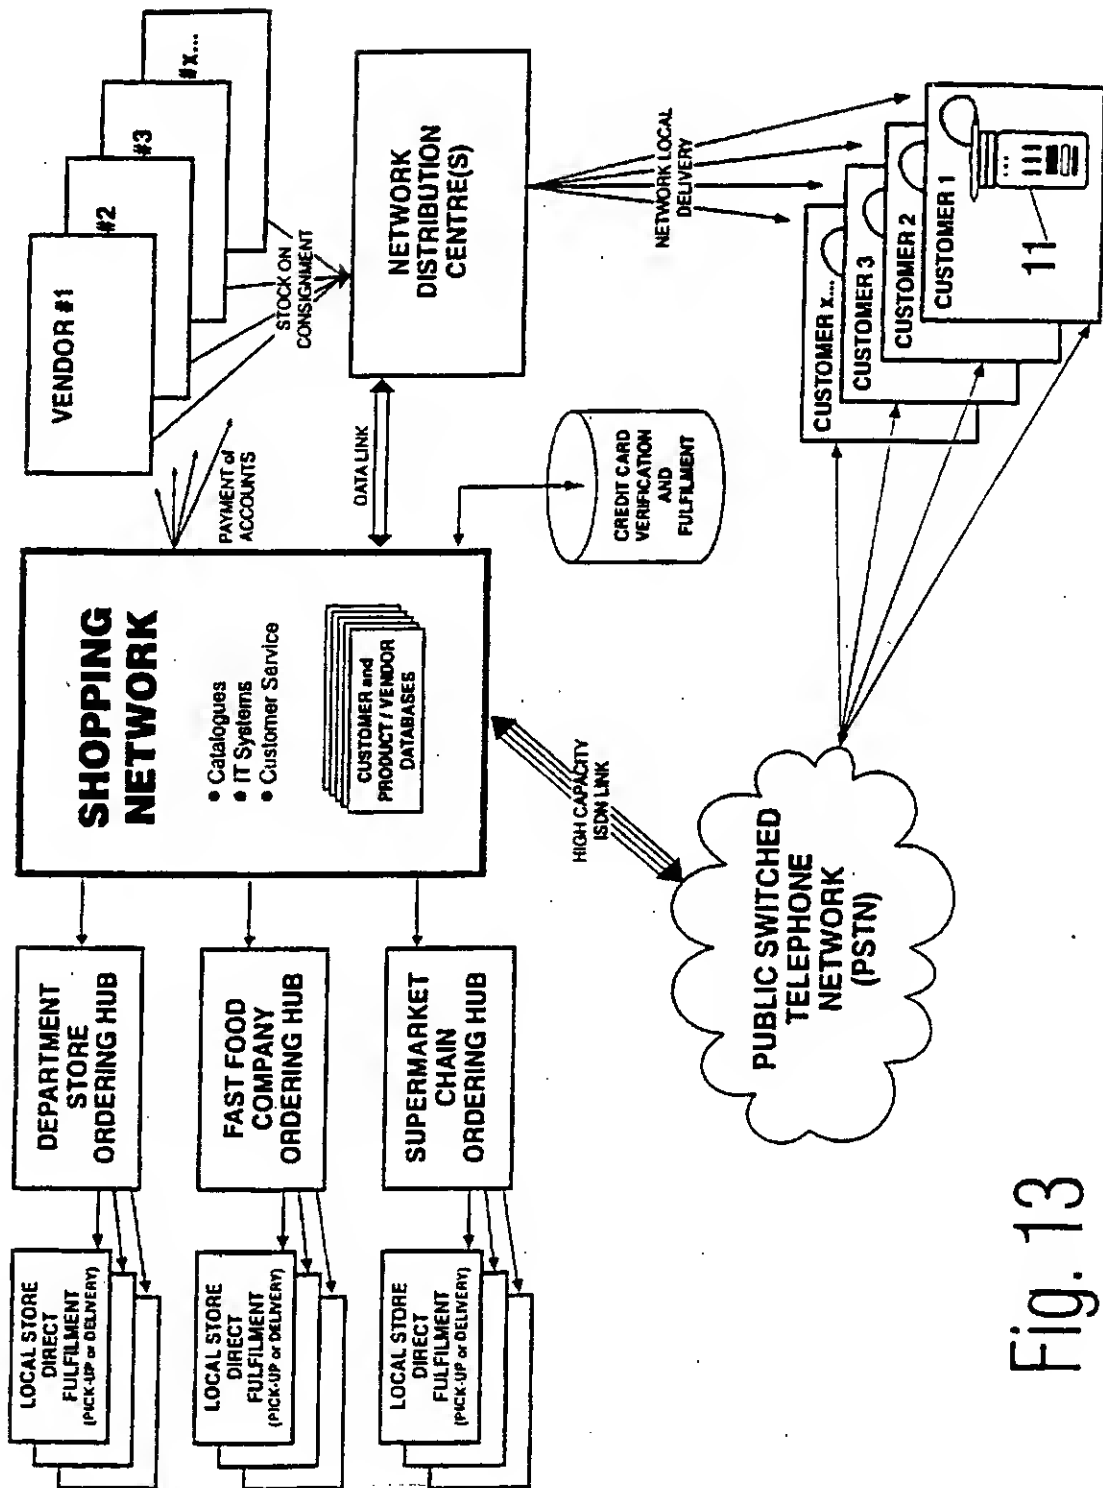 LOCAL STORE
DIRECT
FULFILMENT
(PICK-UP or DELIVERY)
DEPARTMENT
STORE
ORDERING HUB
LOCAL STORE
DIRECT
FULFILMENT
(PICK-UP or DELIVERY)
FAST FOOD
COMPANY
ORDERING HUB
LOCAL STORE
DIRECT
FULFILMENT
(PICK-UP or DELIVERY)
SUPERMARKET
CHAIN
ORDERING HUB
SHOPPING
NETWORK
• Catalogues
• IT Systems
• Customer Service
CUSTOMER and
PRODUCT / VENDOR
DATABASES
PAYMENT of
ACCOUNTS
VENDOR #1
#2
#3
#x...
STOCK ON
CONSIGNMENT
DATA LINK
NETWORK
DISTRIBUTION
CENTRE(S)
CREDIT CARD
VERIFICATION
AND
FULFILMENT
HIGH CAPACITY
ISDN LINK
PUBLIC SWITCHED
TELEPHONE
NETWORK
(PSTN)
NETWORK LOCAL
DELIVERY
CUSTOMER x...
CUSTOMER 3
CUSTOMER 2
CUSTOMER 1
11
Fig. 13